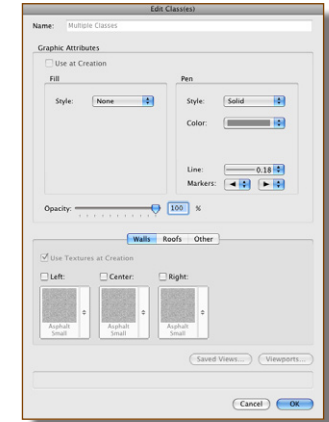 Edit Class(es)
Name: Multiple Classes
Graphic Attributes
Use at Creation
Fill
Pen
Style: None
Style: Solid
Color:
Line: 0.18
Markers:
Opacity: 100 %
Walls Roofs Other
Use Textures at Creation
Left: Center: Right:
Asphalt Small Asphalt Small Asphalt Small
Saved Views... Viewports...
Cancel OK